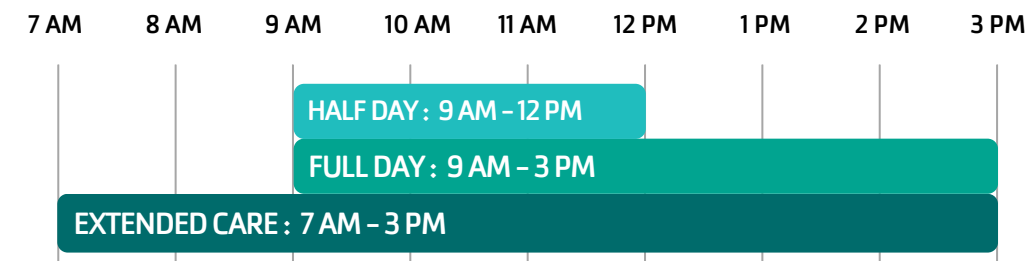 7 AM 8 AM 9 AM 10 AM 11 AM 12 PM 1 PM 2 PM 3 PM
HALF DAY : 9 AM – 12 PM
FULL DAY : 9 AM – 3 PM
EXTENDED CARE : 7 AM – 3 PM